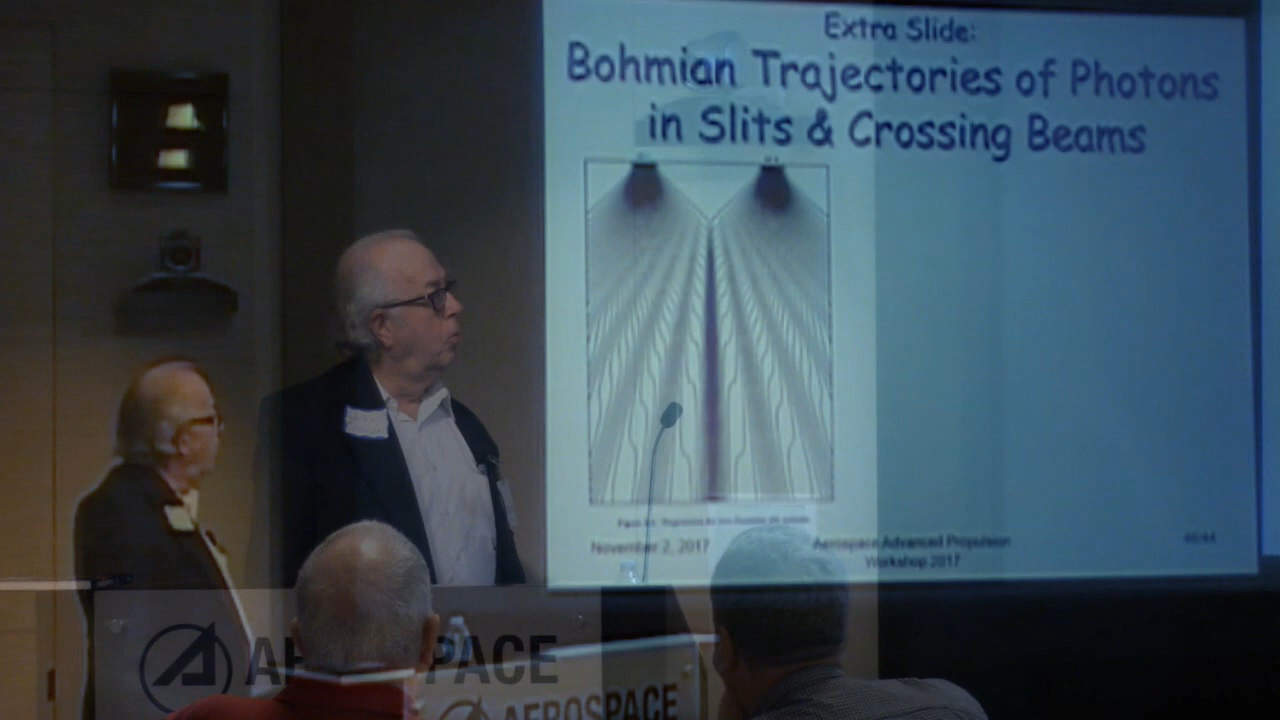 Extra Slide:
Bohmian Trajectories of Photons
in Slits & Crossing Beams
November 2, 2017
Aerospace Advanced Propulsion
Workshop 2017
AEROSPACE